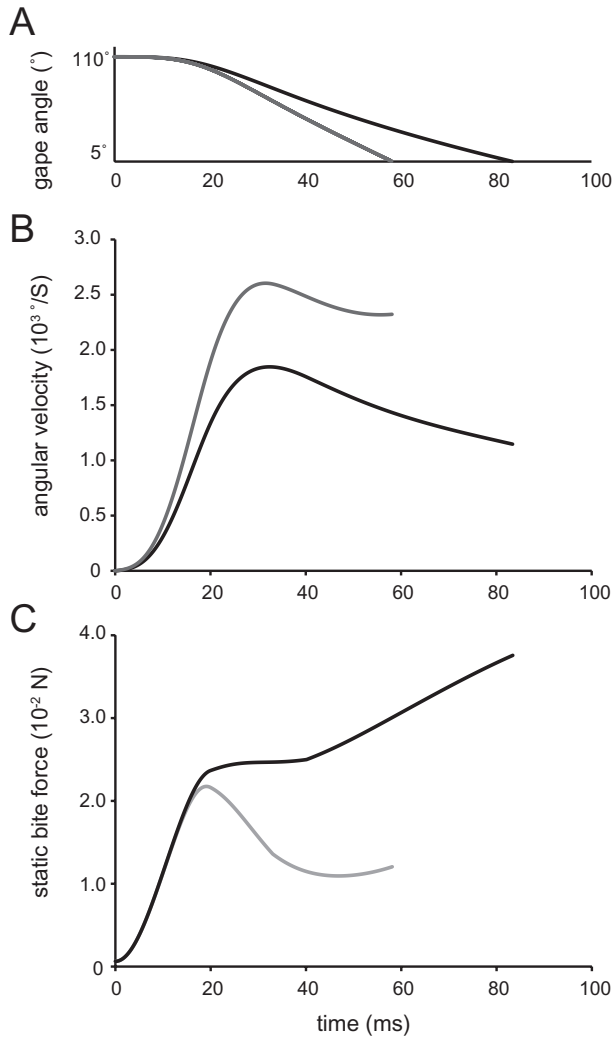 A
gape angle (°)
110°
5°
0 20 40 60 80 100
B
angular velocity (10³ °/S)
3.0
2.5
2.0
1.5
1.0
0.5
0
0 20 40 60 80 100
C
static bite force (10⁻² N)
4.0
3.0
2.0
1.0
0
0 20 40 60 80 100
time (ms)